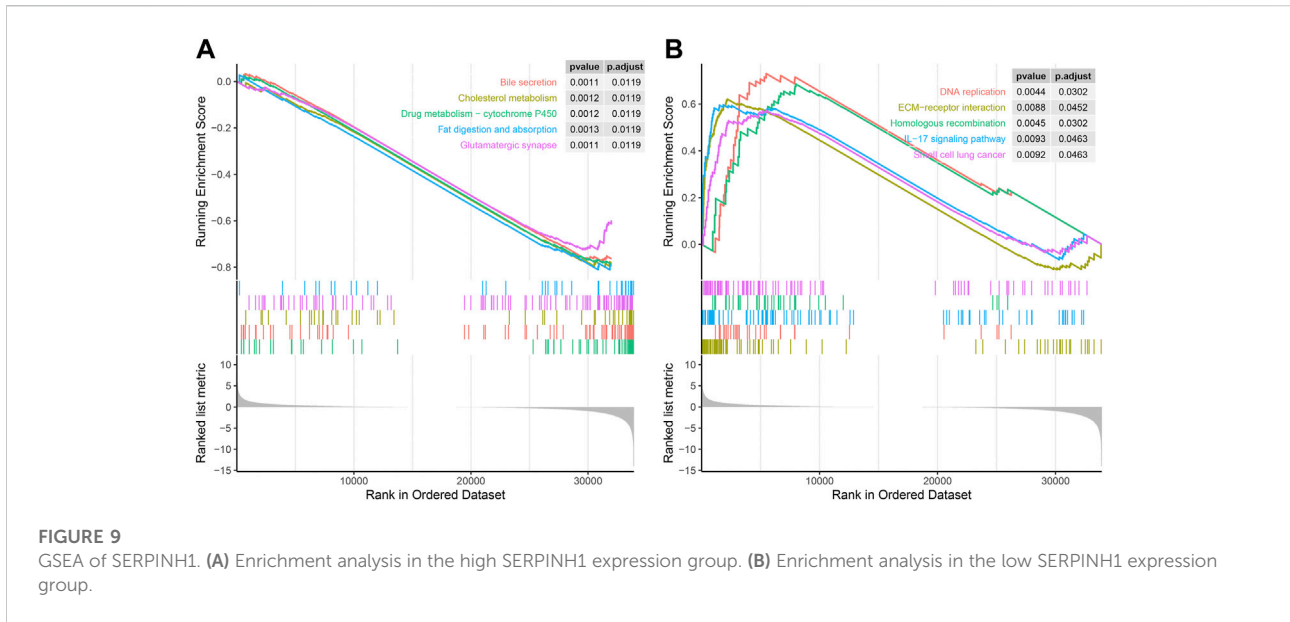 A
pvalue p.adjust
Bile secretion 0.0011 0.0119
Cholesterol metabolism 0.0012 0.0119
Drug metabolism − cytochrome P450 0.0012 0.0119
Fat digestion and absorption 0.0013 0.0119
Glutamatergic synapse 0.0011 0.0119
Running Enrichment Score
0.0
−0.2
−0.4
−0.6
−0.8
Ranked list metric
10
5
0
−5
−10
−15
10000 20000 30000
Rank in Ordered Dataset
B
pvalue p.adjust
DNA replication 0.0044 0.0302
ECM−receptor interaction 0.0088 0.0452
Homologous recombination 0.0045 0.0302
IL−17 signaling pathway 0.0093 0.0463
Small cell lung cancer 0.0092 0.0463
Running Enrichment Score
0.6
0.4
0.2
0.0
Ranked list metric
10
5
0
−5
−10
−15
10000 20000 30000
Rank in Ordered Dataset
FIGURE 9
GSEA of SERPINH1. (A) Enrichment analysis in the high SERPINH1 expression group. (B) Enrichment analysis in the low SERPINH1 expression
group.